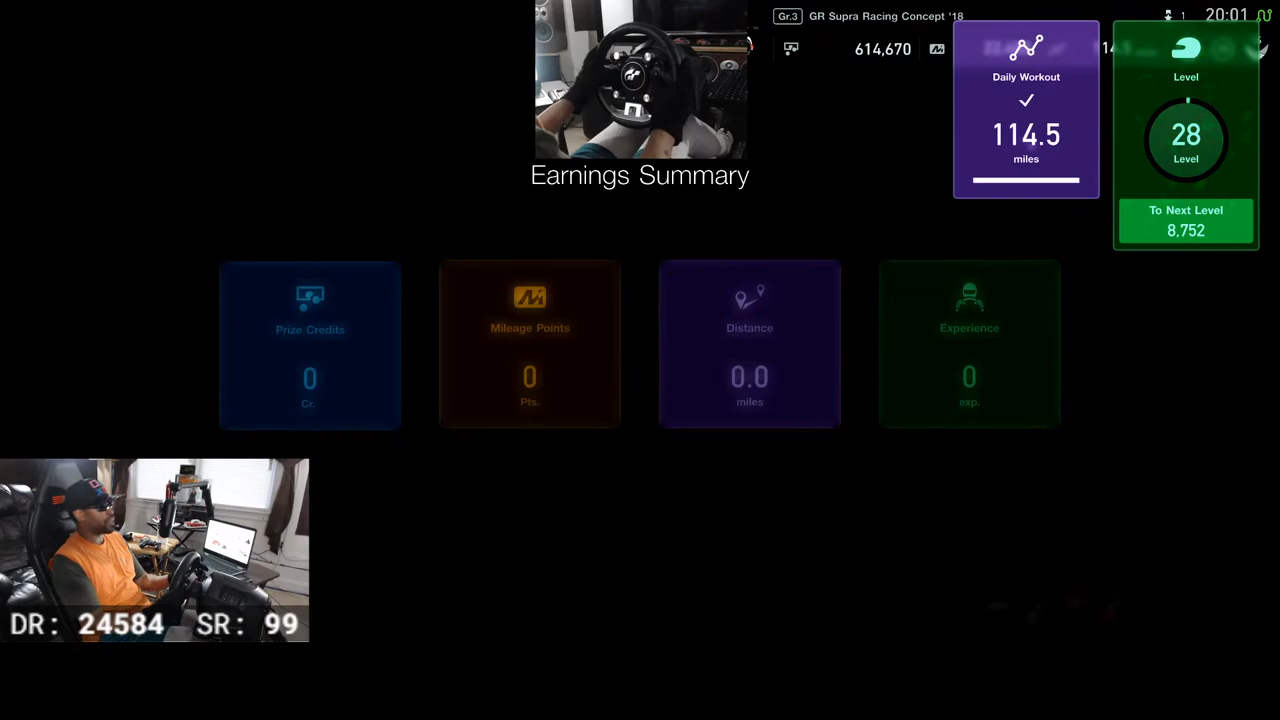 Gr.3 GR Supra Racing Concept '18
1 20:01
614,670
Daily Workout
114.5
miles
Level
28
Level
To Next Level
8,752
Earnings Summary
Prize Credits
0
Cr.
Mileage Points
0
Pts.
Distance
0.0
miles
Experience
0
exp.
DR: 24584 SR: 99